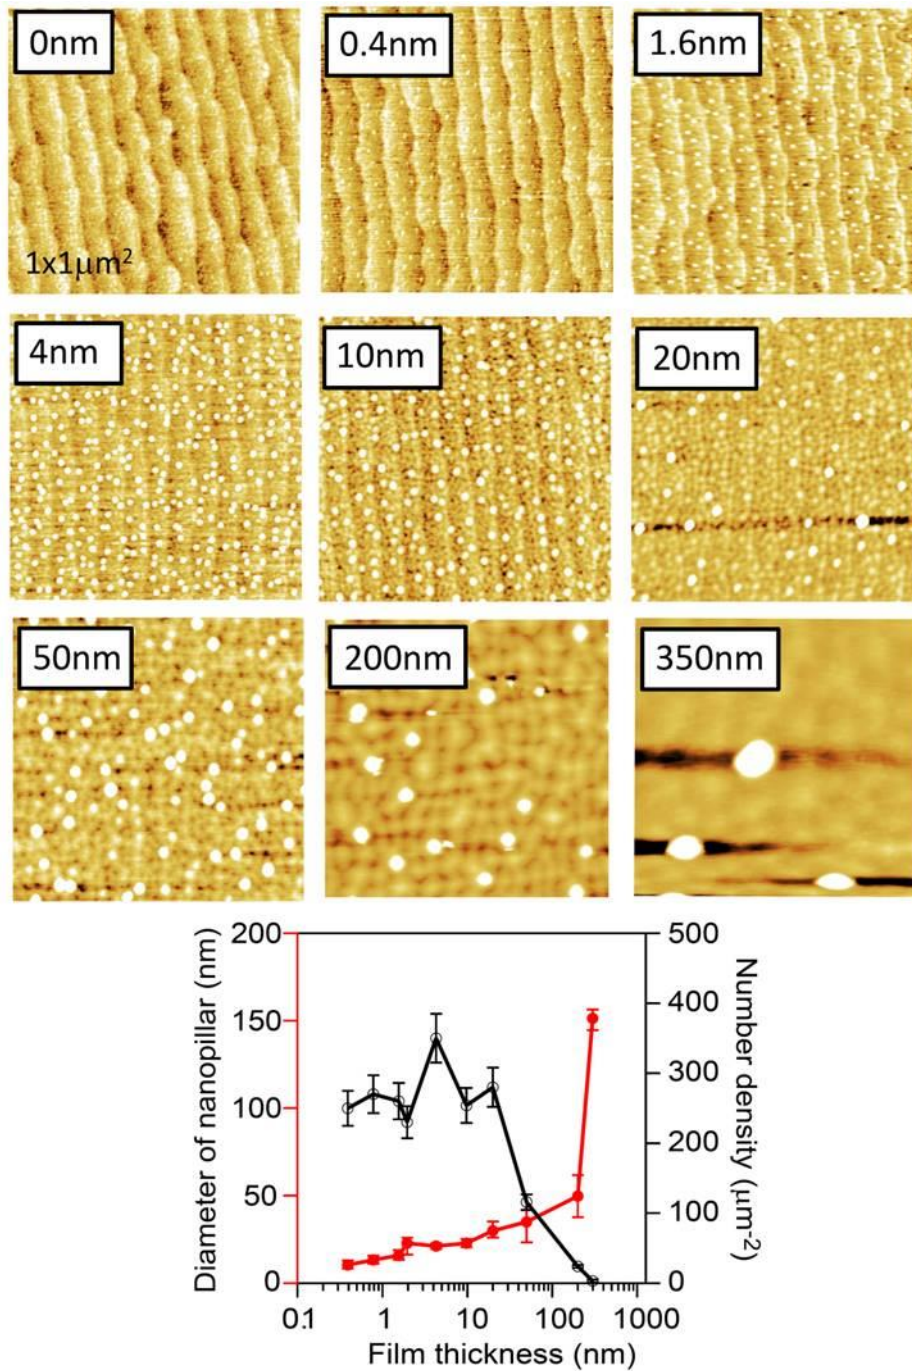 0nm
0.4nm
1.6nm
1x1μm²
4nm
10nm
20nm
50nm
200nm
350nm
200
150
100
50
0
Diameter of nanopillar (nm)
500
400
300
200
100
0
Number density (μm⁻²)
0.1 1 10 100 1000
Film thickness (nm)